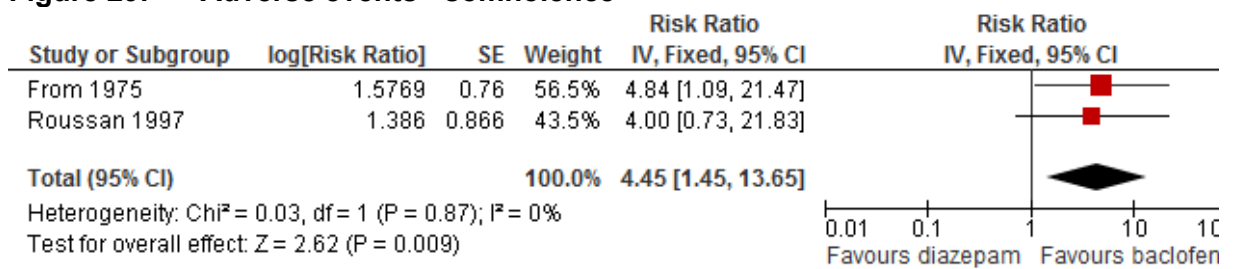 Risk Ratio Risk Ratio
Study or Subgroup log[Risk Ratio] SE Weight IV, Fixed, 95% CI IV, Fixed, 95% CI
From 1975 1.5769 0.76 56.5% 4.84 [1.09, 21.47]
Roussan 1997 1.386 0.866 43.5% 4.00 [0.73, 21.83]
Total (95% CI) 100.0% 4.45 [1.45, 13.65]
Heterogeneity: Chi² = 0.03, df = 1 (P = 0.87); I² = 0%
Test for overall effect: Z = 2.62 (P = 0.009)
0.01 0.1 1 10 10
Favours diazepam Favours baclofen